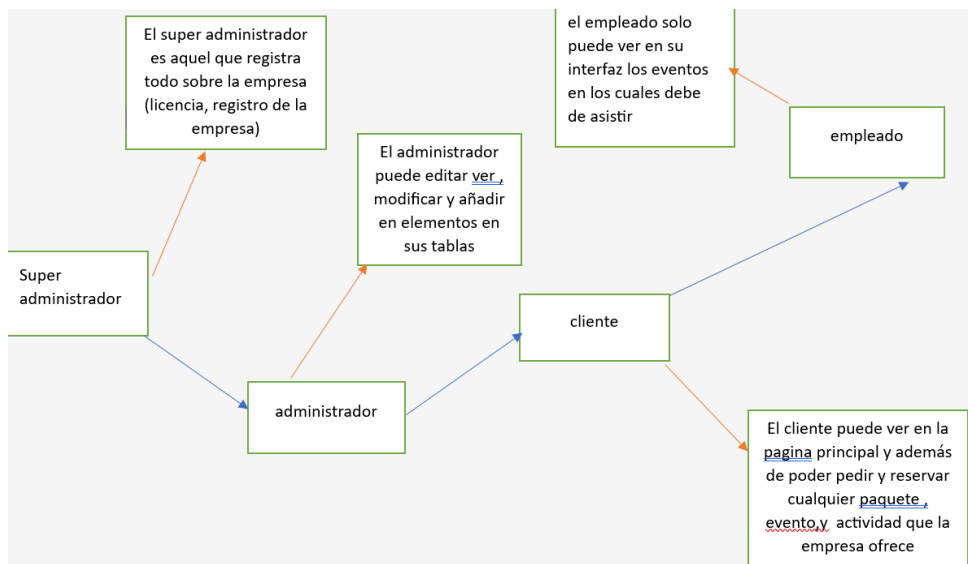 El super administrador
es aquel que registra
todo sobre la empresa
(licencia, registro de la
empresa)
el empleado solo
puede ver en su
interfaz los eventos
en los cuales debe
de asistir
empleado
El administrador
puede editar ver ,
modificar y añadir
en elementos en
sus tablas
Super
administrador
cliente
administrador
El cliente puede ver en la
pagina principal y además
de poder pedir y reservar
cualquier paquete ,
evento,y actividad que la
empresa ofrece